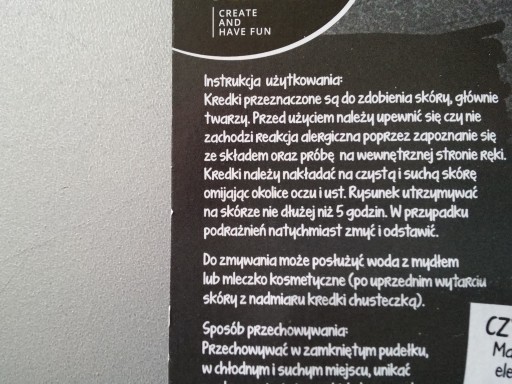 CREATE
AND
HAVE FUN
Instrukcja użytkowania:
Kredki przeznaczone są do zdobienia skóry, głównie
twarzy. Przed użyciem należy upewnić się czy nie
zachodzi reakcja alergiczna poprzez zapoznanie się
ze składem oraz próbę na wewnętrznej stronie ręki.
Kredki należy nakładać na czystą i suchą skórę
omijając okolice oczu i ust. Rysunek utrzymywać
na skórze nie dłużej niż 5 godzin. W przypadku
podrażnień natychmiast zmyć i odstawić.
Do zmywania może posłużyć woda z mydłem
lub mleczko kosmetyczne (po uprzednim wytarciu
skóry z nadmiaru kredki chusteczką).
Sposób przechowywania:
Przechowywać w zamkniętym pudełku,
w chłodnym i suchym miejscu, unikać
CZ
Ma
ele